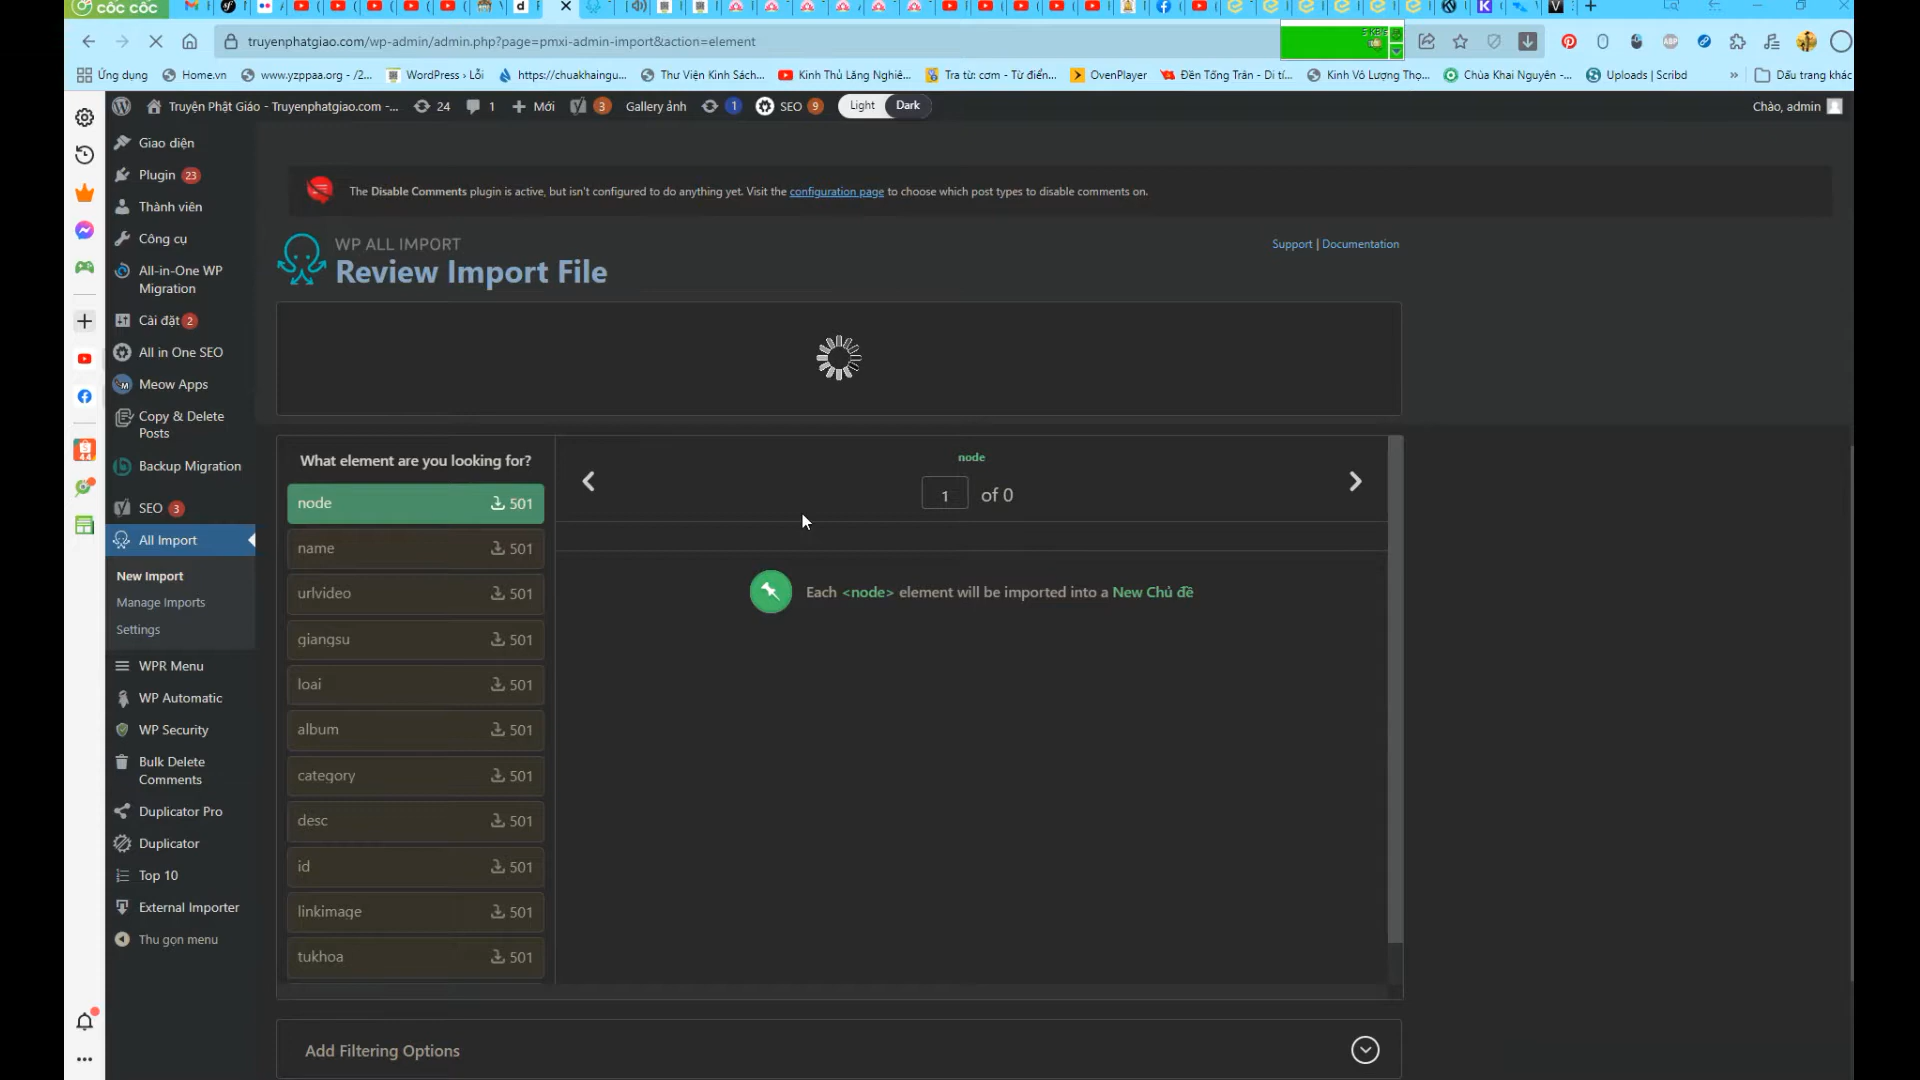 cốc cốc
truyenphatgiao.com/wp-admin/admin.php?page=pmxi-admin-import&action=element
Ứng dụng
Home.vn
www.yzppaa.org - /2...
WordPress › Lỗi
https://chuakhaingu...
Thư Viện Kinh Sách...
Kinh Thủ Lăng Nghiê...
Tra từ: cơm - Từ điển...
OvenPlayer
Đền Tống Trân - Di tí...
Kinh Vô Lượng Thọ...
Chùa Khai Nguyên -...
Uploads | Scribd
»
Dấu trang khác
Truyện Phật Giáo - Truyenphatgiao.com -...
24
1
Mới
3
Gallery ảnh
1
SEO 9
Light
Dark
Chào, admin
Giao diện
Plugin 23
Thành viên
Công cụ
All-in-One WP
Migration
Cài đặt 2
All in One SEO
Meow Apps
Copy & Delete
Posts
Backup Migration
SEO 3
All Import
New Import
Manage Imports
Settings
WPR Menu
WP Automatic
WP Security
Bulk Delete
Comments
Duplicator Pro
Duplicator
Top 10
External Importer
Thu gọn menu
The Disable Comments plugin is active, but isn't configured to do anything yet. Visit the configuration page to choose which post types to disable comments on.
WP ALL IMPORT
Review Import File
Support | Documentation
What element are you looking for?
node 501
name 501
urlvideo 501
giangsu 501
loai 501
album 501
category 501
desc 501
id 501
linkimage 501
tukhoa 501
node
1 of 0
Each <node> element will be imported into a New Chủ đề
Add Filtering Options